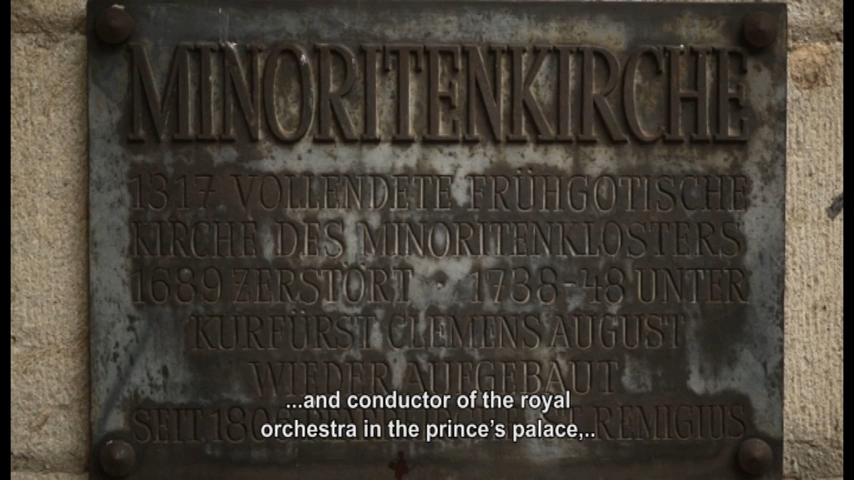 MINORITENKIRCHE
1317 VOLLENDETE FRÜHGOTISCHE
KIRCHE DES MINORITENKLOSTERS
1689 ZERSTÖRT - 1738-48 UNTER
KURFÜRST CLEMENS AUGUST
WIEDER AUFGEBAUT
SEIT REMIGIUS
...and conductor of the royal
orchestra in the prince's palace,..